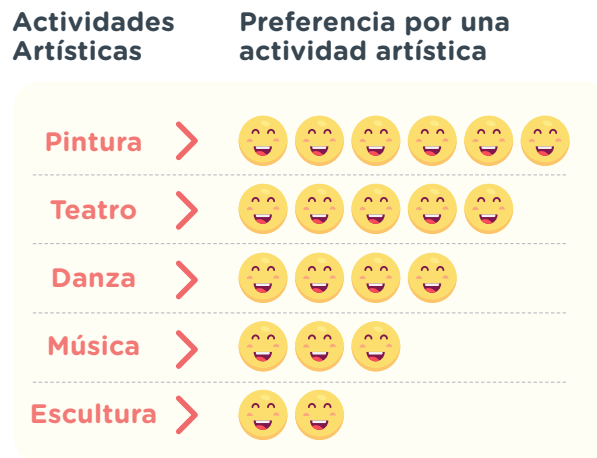 Actividades
Artísticas
Preferencia por una
actividad artística
Pintura
Teatro
Danza
Música
Escultura